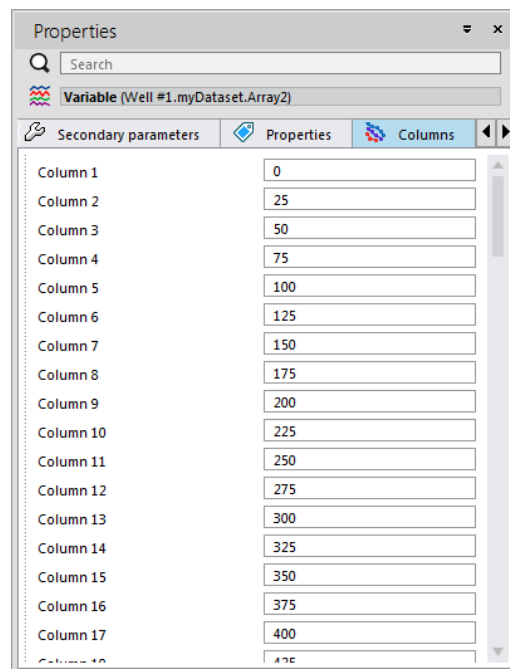 Properties
Search
Variable (Well #1.myDataset.Array2)
Secondary parameters Properties Columns
Column 1 0
Column 2 25
Column 3 50
Column 4 75
Column 5 100
Column 6 125
Column 7 150
Column 8 175
Column 9 200
Column 10 225
Column 11 250
Column 12 275
Column 13 300
Column 14 325
Column 15 350
Column 16 375
Column 17 400
Column 18 425